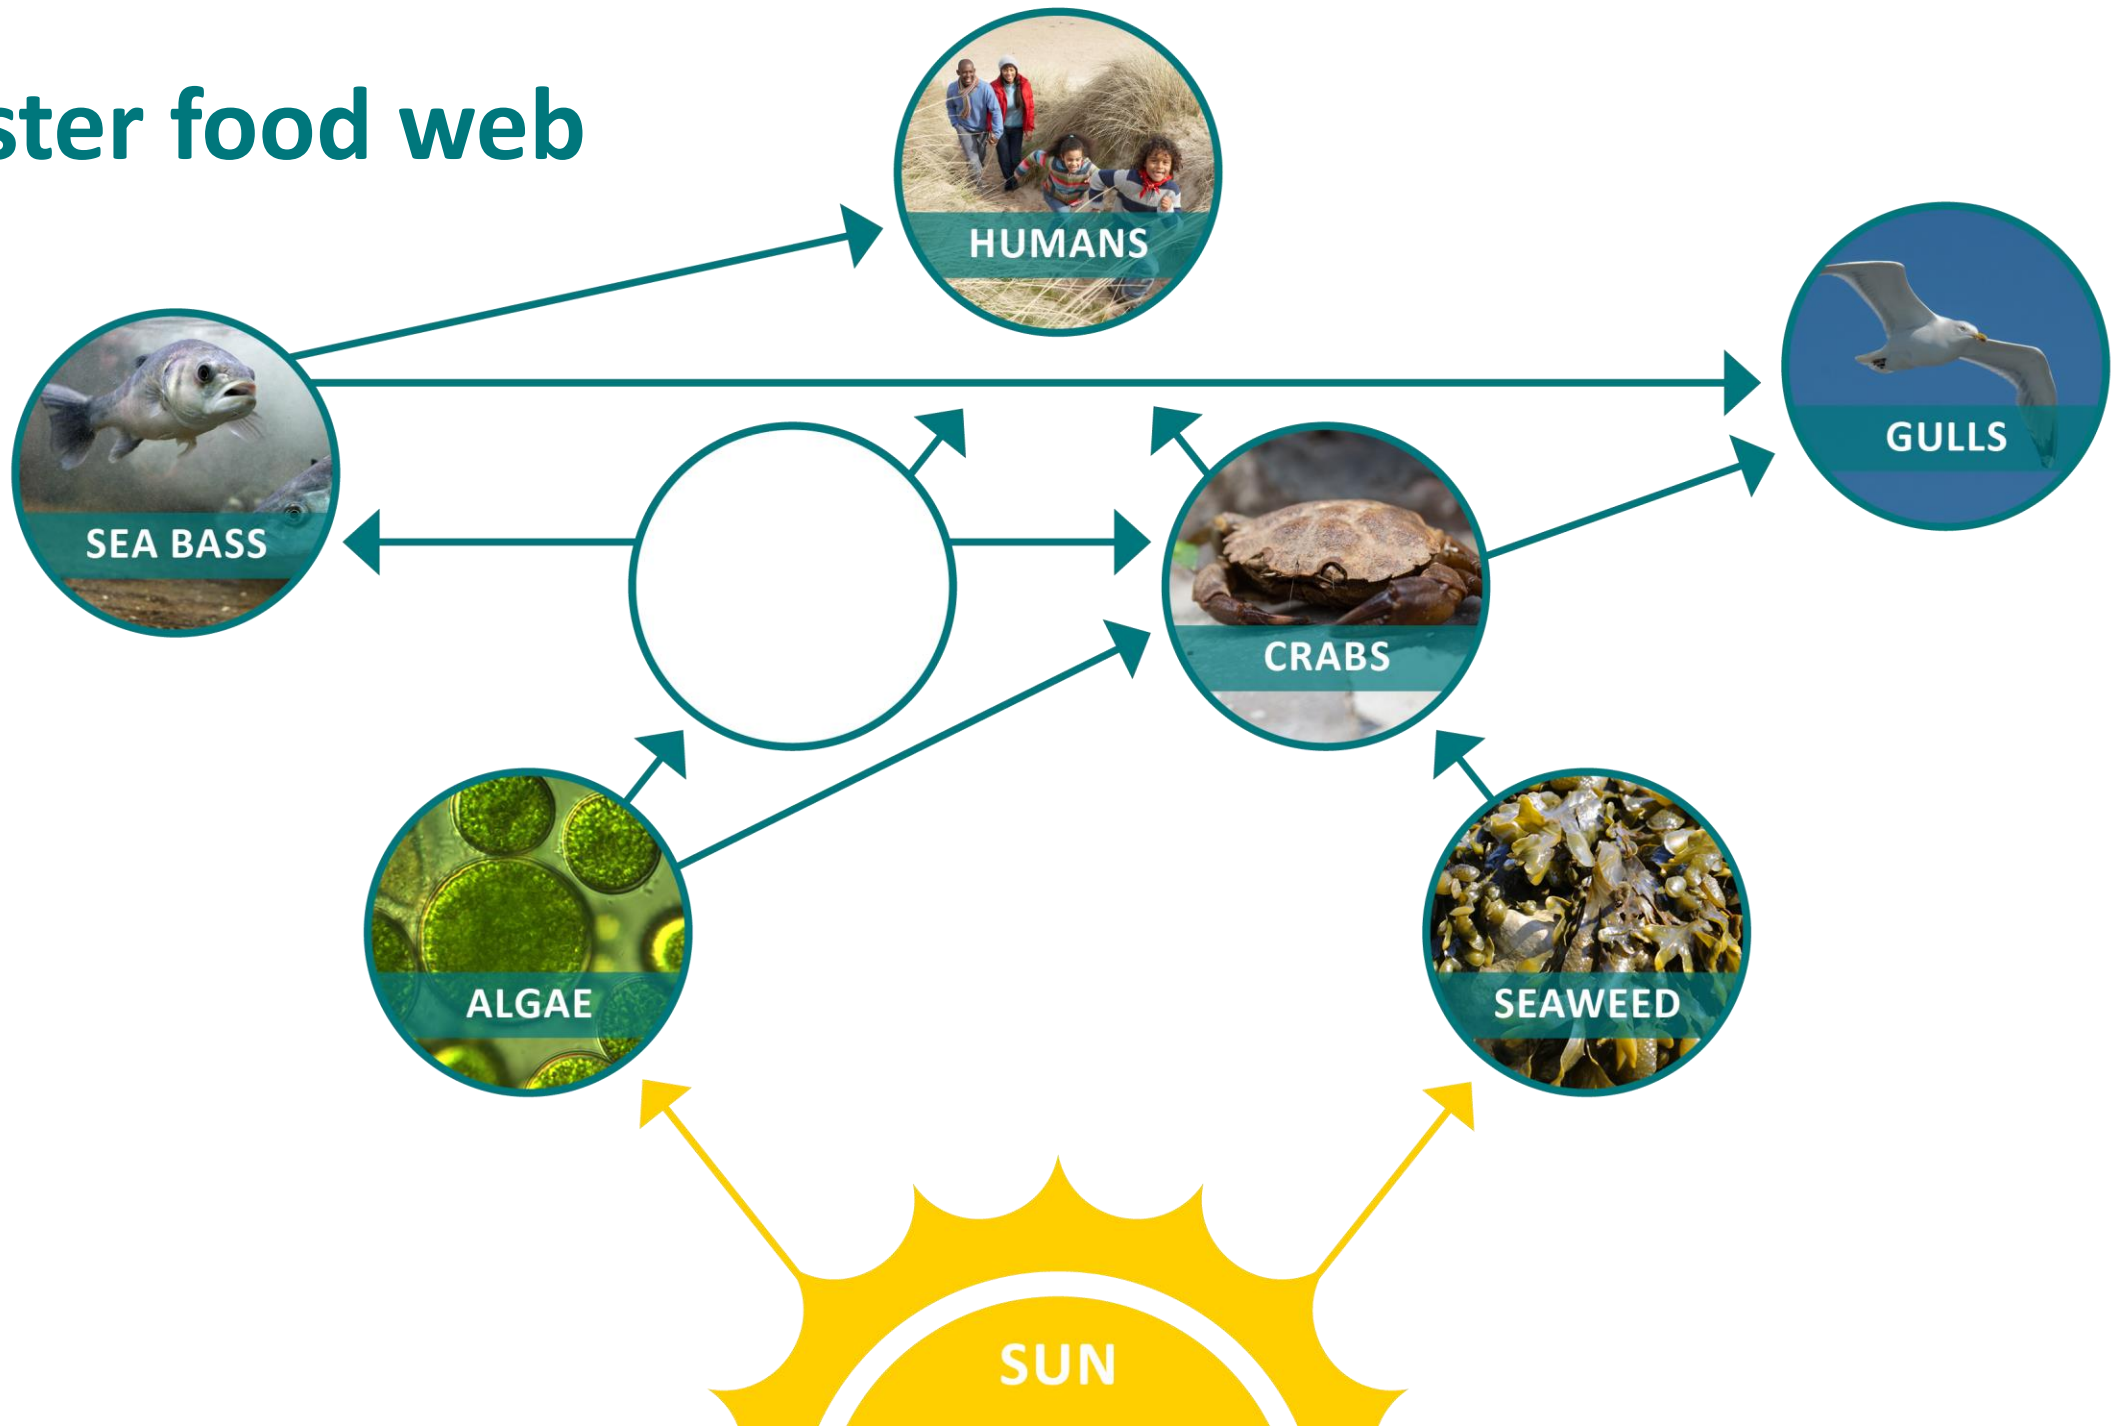 ster food web
HUMANS
GULLS
SEA BASS
CRABS
ALGAE
SEAWEED
SUN